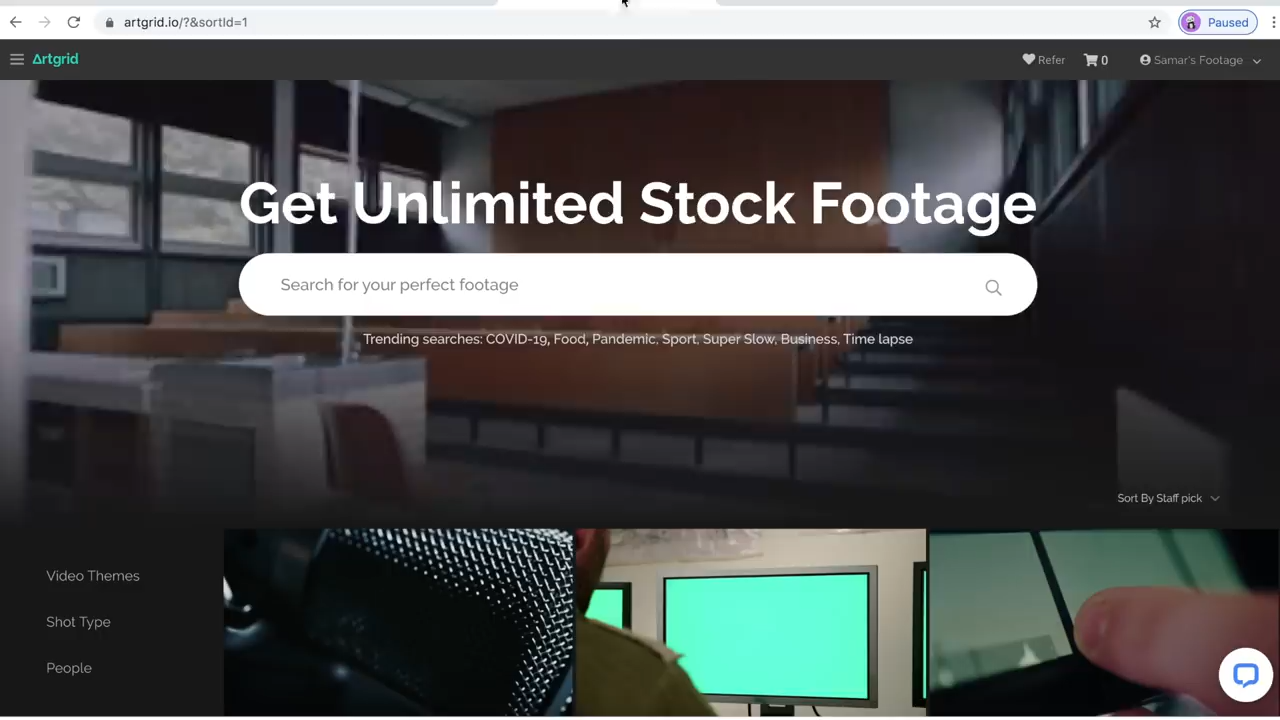 artgrid.io/?&sortId=1
Paused
Artgrid
Refer
0
Samar's Footage
Get Unlimited Stock Footage
Search for your perfect footage
Trending searches: COVID-19, Food, Pandemic, Sport, Super Slow, Business, Time lapse
Sort By Staff pick
Video Themes
Shot Type
People